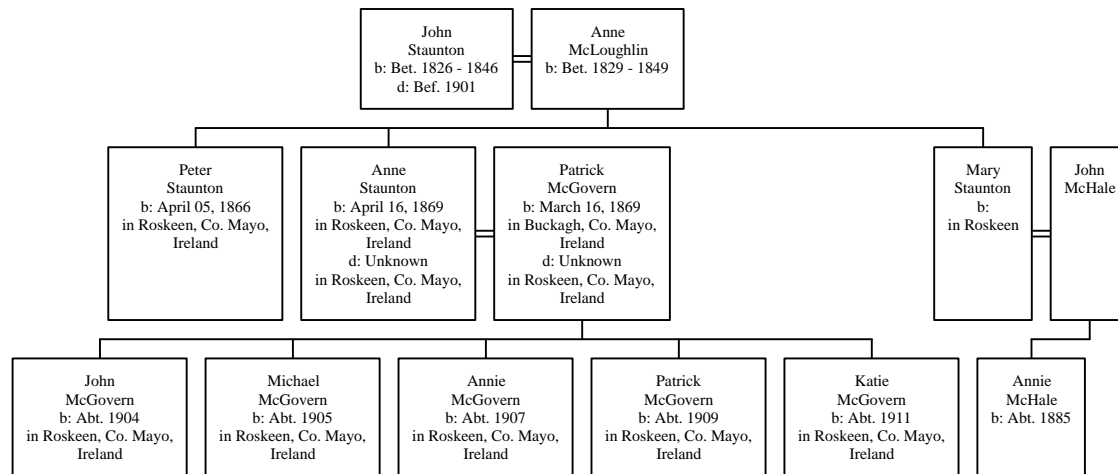 John
Staunton
b: Bet. 1826 - 1846
d: Bef. 1901
Anne
McLoughlin
b: Bet. 1829 - 1849
Peter
Staunton
b: April 05, 1866
in Roskeen, Co. Mayo,
Ireland
Anne
Staunton
b: April 16, 1869
in Roskeen, Co. Mayo,
Ireland
d: Unknown
in Roskeen, Co. Mayo,
Ireland
Patrick
McGovern
b: March 16, 1869
in Buckagh, Co. Mayo,
Ireland
d: Unknown
in Roskeen, Co. Mayo,
Ireland
Mary
Staunton
b:
in Roskeen
John
McHale
John
McGovern
b: Abt. 1904
in Roskeen, Co. Mayo,
Ireland
Michael
McGovern
b: Abt. 1905
in Roskeen, Co. Mayo,
Ireland
Annie
McGovern
b: Abt. 1907
in Roskeen, Co. Mayo,
Ireland
Patrick
McGovern
b: Abt. 1909
in Roskeen, Co. Mayo,
Ireland
Katie
McGovern
b: Abt. 1911
in Roskeen, Co. Mayo,
Ireland
Annie
McHale
b: Abt. 1885